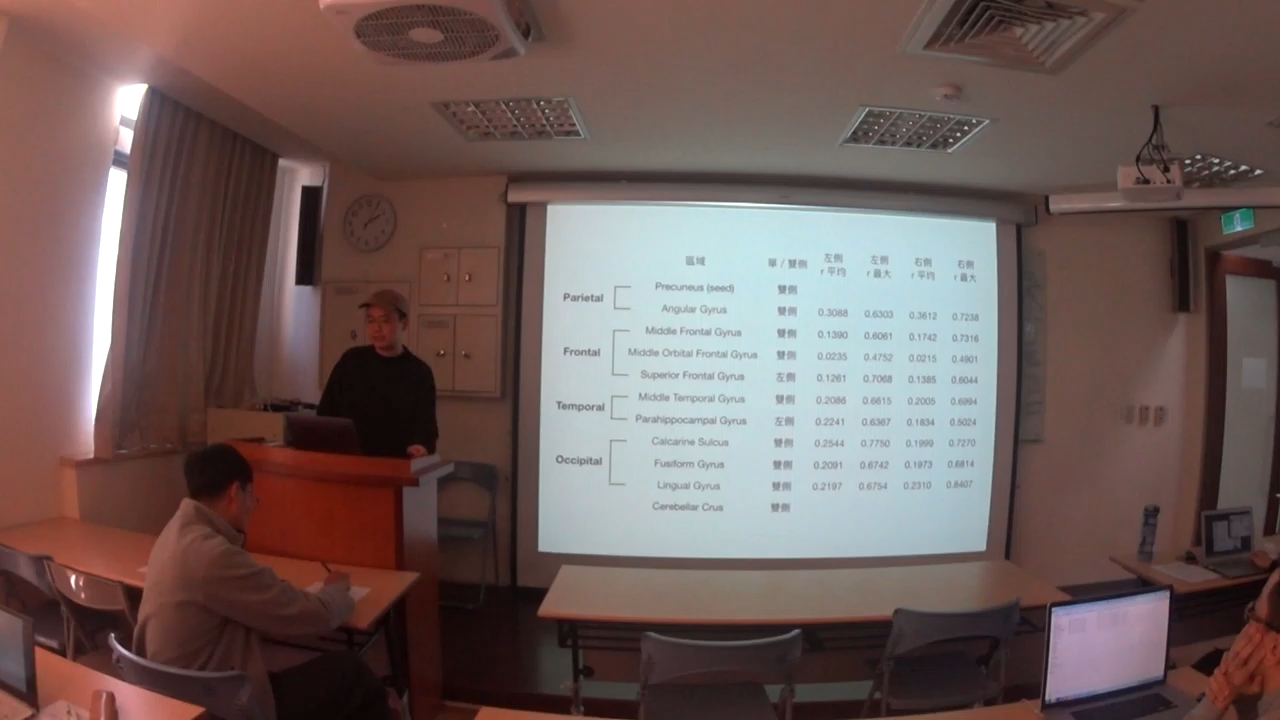 區域 單 / 雙側 左側 r 平均 左側 r 最大 右側 r 平均 右側 r 最大
Parietal
Precuneus (seed) 雙側
Angular Gyrus 雙側 0.3088 0.6303 0.3612 0.7238
Frontal
Middle Frontal Gyrus 雙側 0.1390 0.6061 0.1742 0.7316
Middle Orbital Frontal Gyrus 雙側 0.0235 0.4752 0.0215 0.4901
Superior Frontal Gyrus 左側 0.1261 0.7068 0.1385 0.6044
Temporal
Middle Temporal Gyrus 雙側 0.2086 0.6615 0.2005 0.6994
Parahippocampal Gyrus 左側 0.2241 0.6367 0.1834 0.5024
Occipital
Calcarine Sulcus 雙側 0.2544 0.7750 0.1999 0.7270
Fusiform Gyrus 雙側 0.2091 0.6742 0.1973 0.6814
Lingual Gyrus 雙側 0.2197 0.6754 0.2310 0.8407
Cerebellar Crus 雙側